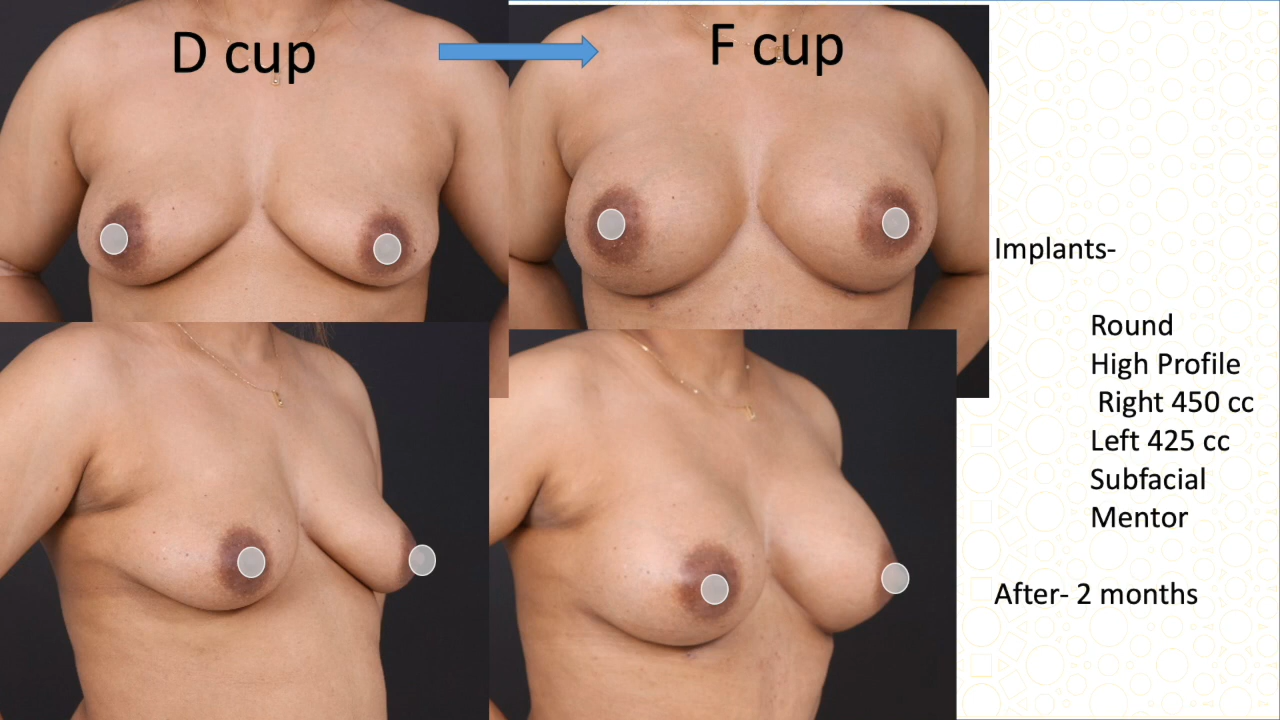 D cup
F cup
Implants-
Round
High Profile
Right 450 cc
Left 425 cc
Subfacial
Mentor
After- 2 months